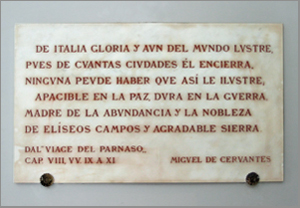 DE ITALIA GLORIA Y AVN DEL MVNDO LVSTRE,
PVES DE CVANTAS CIVDADES ÉL ENCIERRA,
NINGVNA PEVDE HABER QVE ASÍ LE ILVSTRE,
APACIBLE EN LA PAZ, DVRA EN LA GVERRA,
MADRE DE LA ABVNDANCIA Y LA NOBLEZA
DE ELÍSEOS CAMPOS Y AGRADABLE SIERRA.
DAL "VIAGE DEL PARNASO,
CAP. VIII, VV. IX A XI.
MIGVEL DE CERVANTES